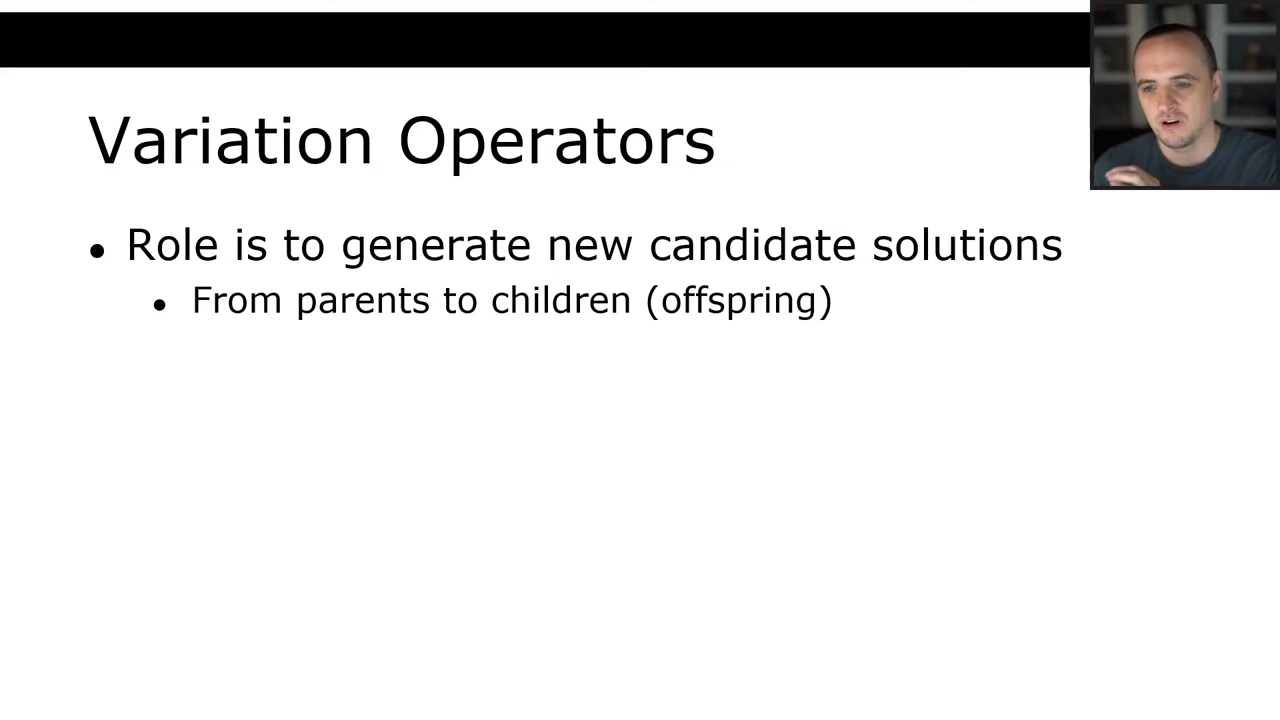 Variation Operators
● Role is to generate new candidate solutions
● From parents to children (offspring)